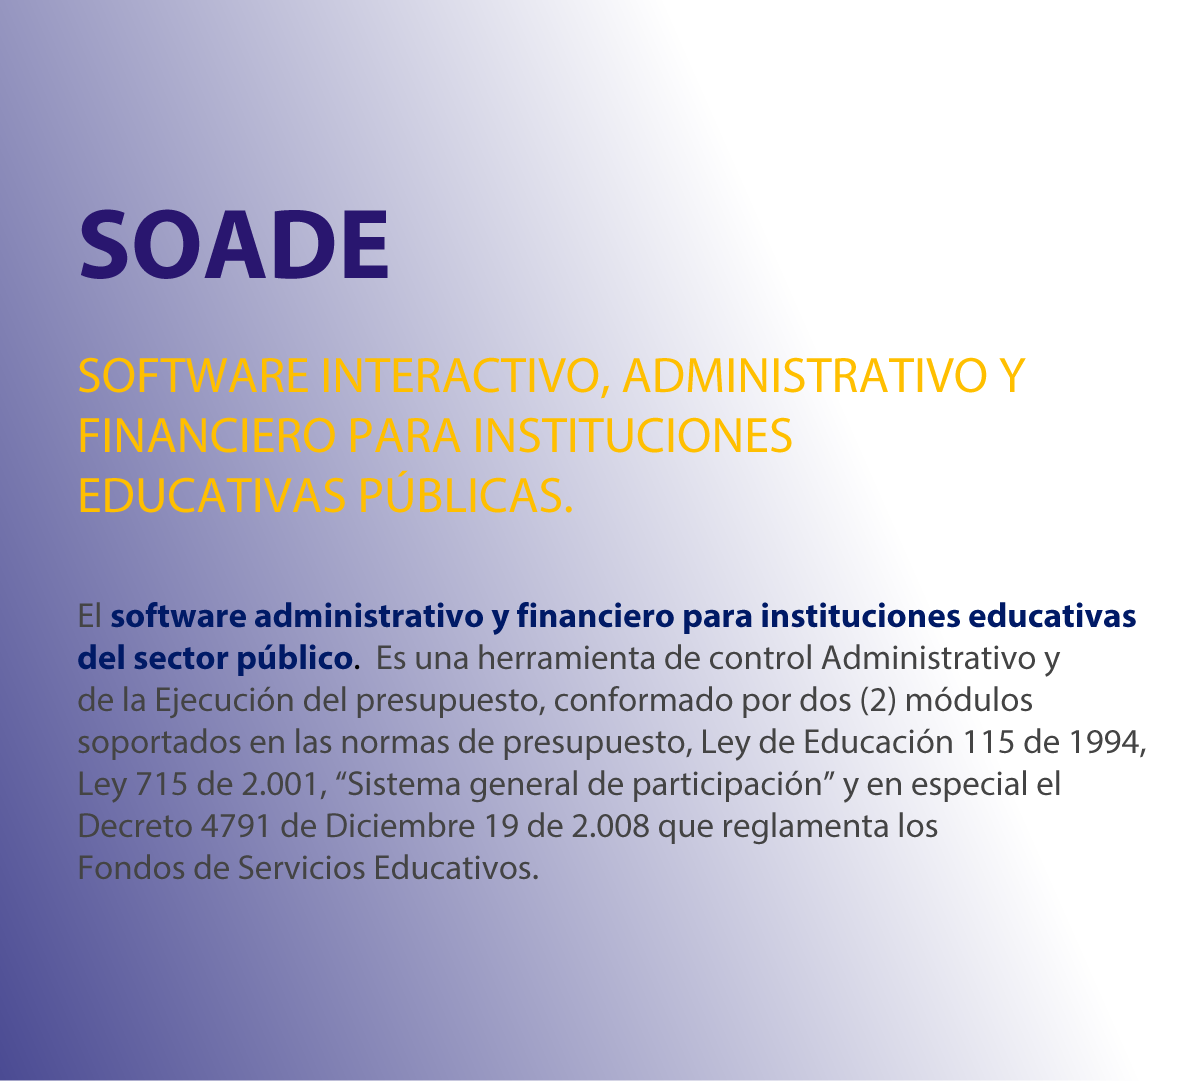 SOADE
SOFTWARE INTERACTIVO, ADMINISTRATIVO Y
FINANCIERO PARA INSTITUCIONES
EDUCATIVAS PÚBLICAS.
El software administrativo y financiero para instituciones educativas
del sector público.  Es una herramienta de control Administrativo y
de la Ejecución del presupuesto, conformado por dos (2) módulos
soportados en las normas de presupuesto, Ley de Educación 115 de 1994,
Ley 715 de 2.001, “Sistema general de participación” y en especial el
Decreto 4791 de Diciembre 19 de 2.008 que reglamenta los
Fondos de Servicios Educativos.